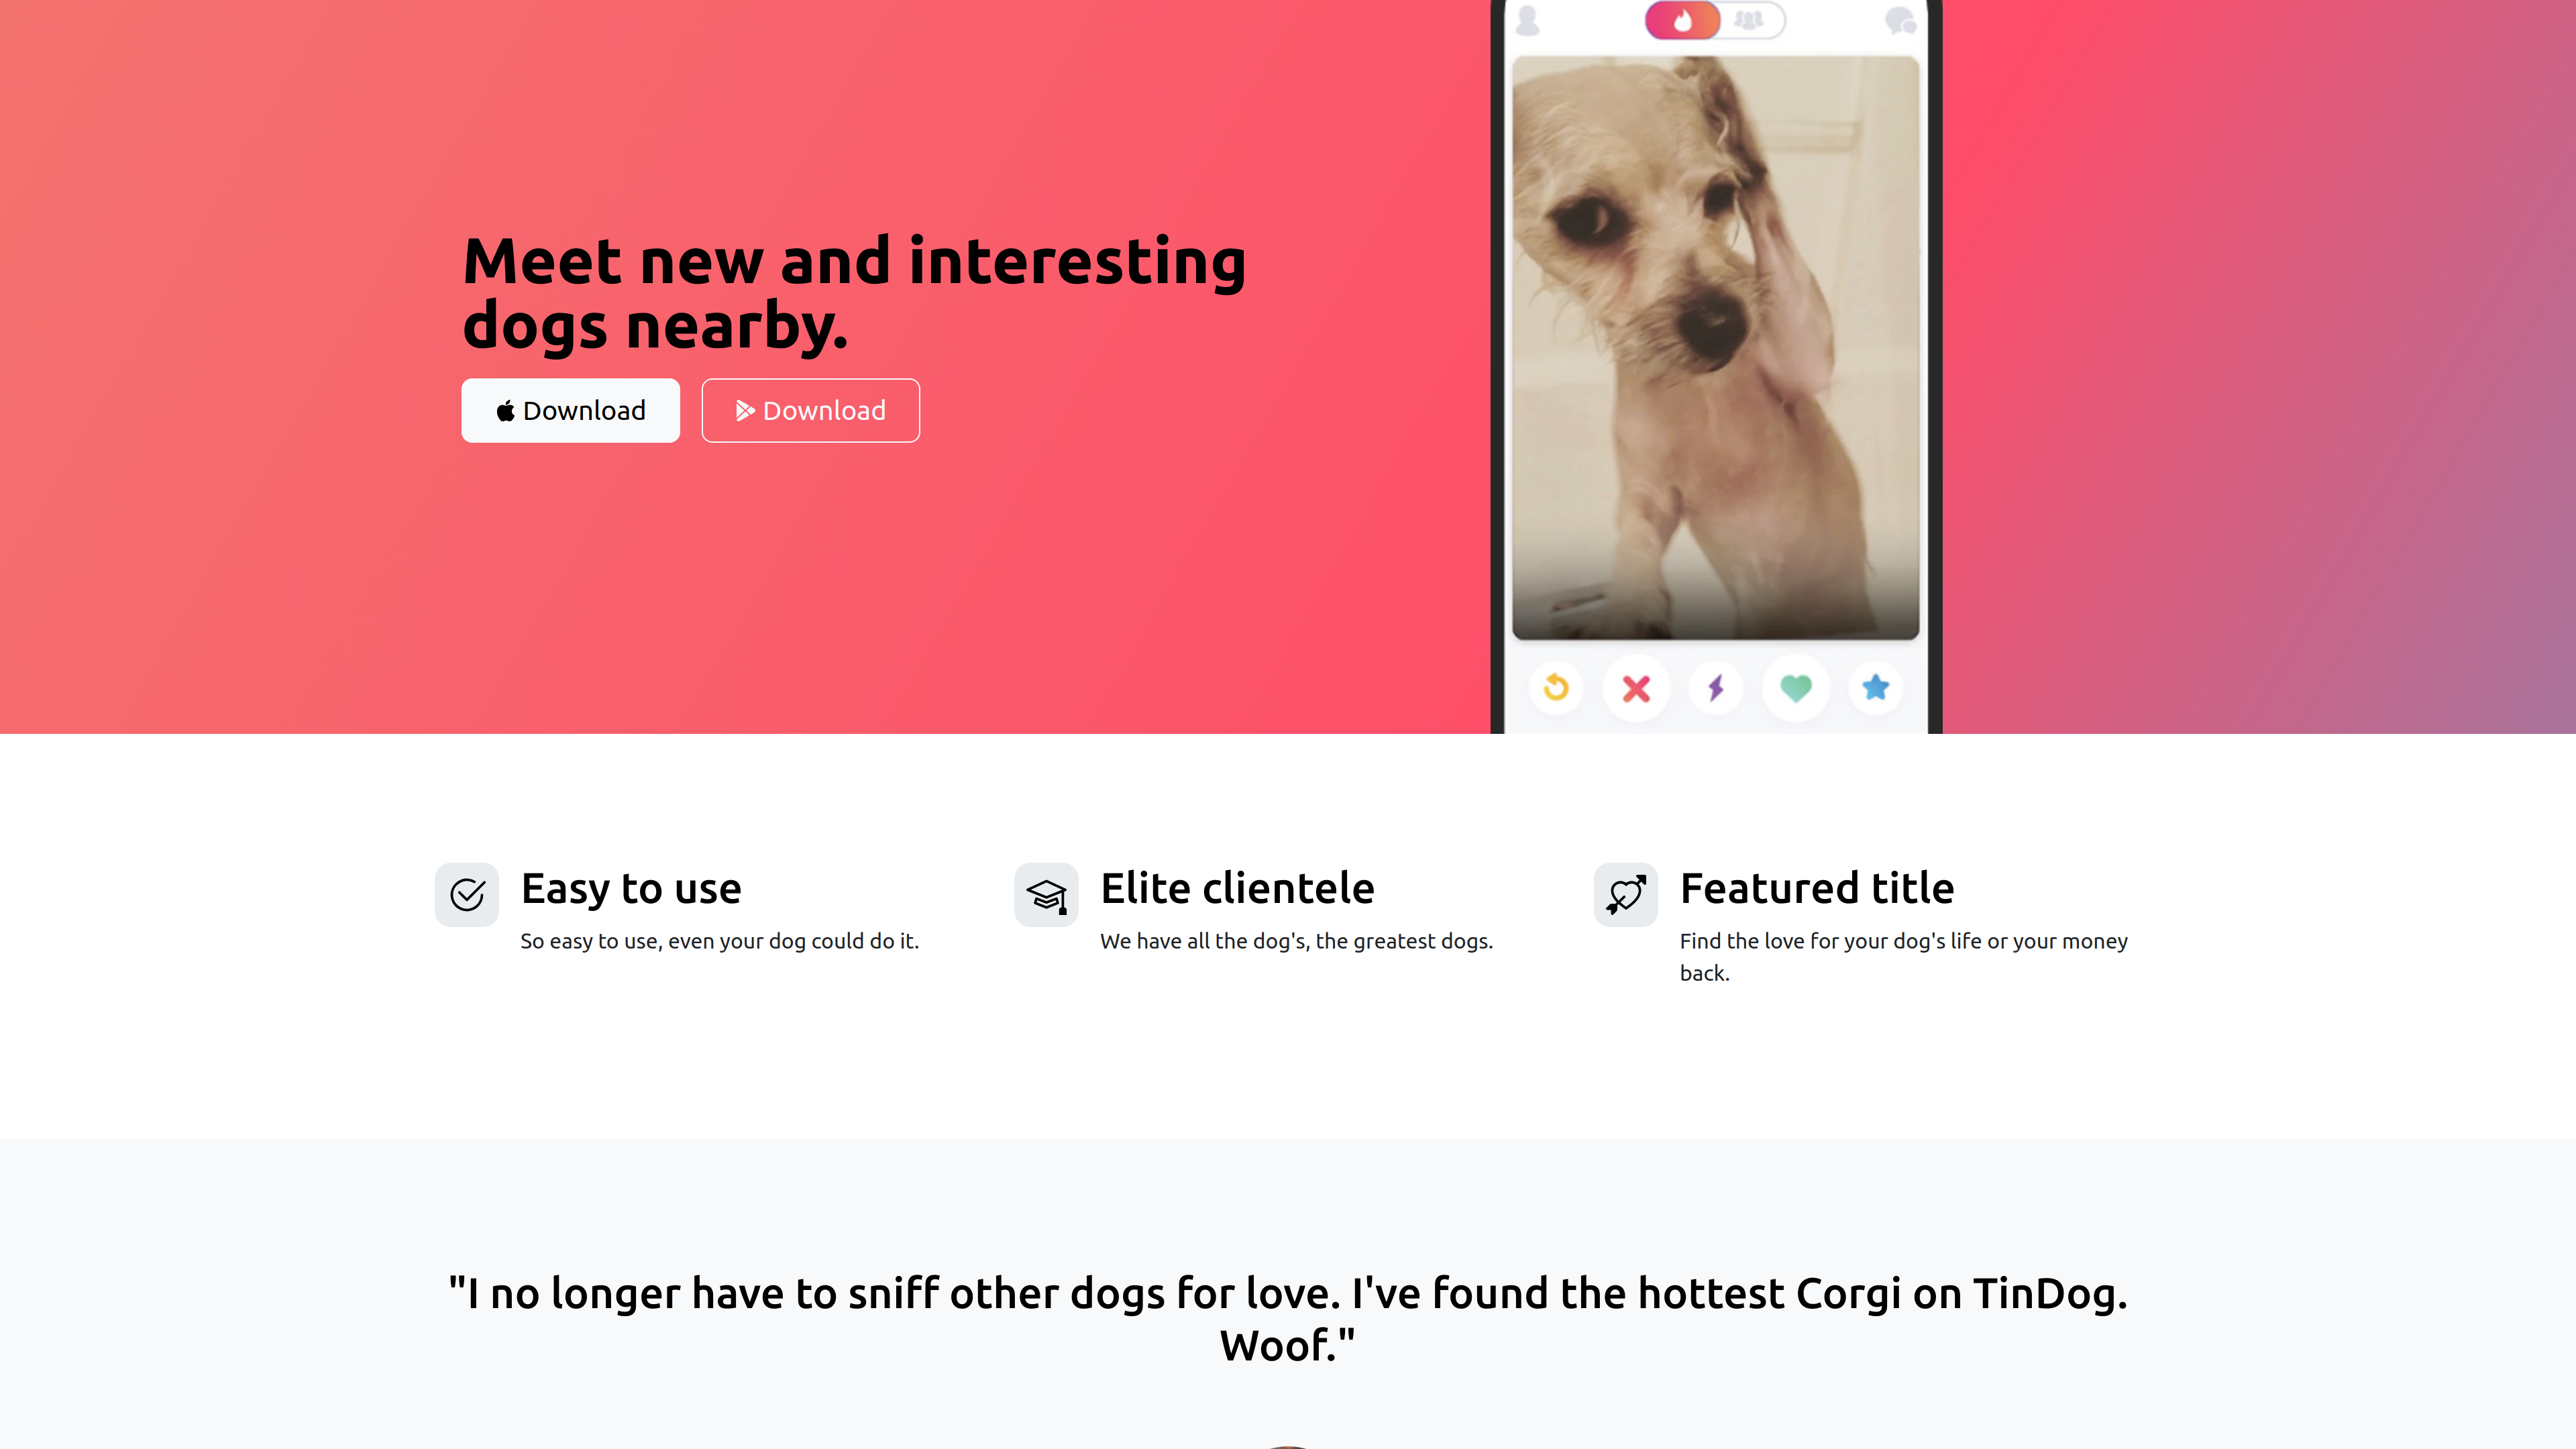 Meet new and interesting
dogs nearby.
Download
Download
Easy to use
So easy to use, even your dog could do it.
Elite clientele
We have all the dog's, the greatest dogs.
Featured title
Find the love for your dog's life or your money
back.
"I no longer have to sniff other dogs for love. I've found the hottest Corgi on TinDog.
Woof."